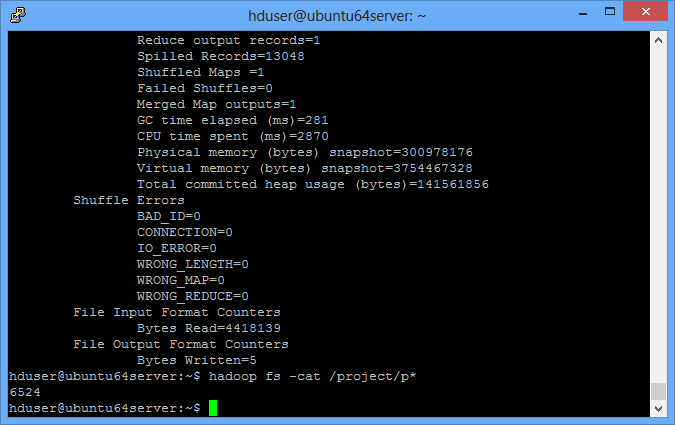 hduser@ubuntu64server: ~
Reduce output records=1
Spilled Records=13048
Shuffled Maps =1
Failed Shuffles=0
Merged Map outputs=1
GC time elapsed (ms)=281
CPU time spent (ms)=2870
Physical memory (bytes) snapshot=300978176
Virtual memory (bytes) snapshot=3754467328
Total committed heap usage (bytes)=141561856
Shuffle Errors
BAD_ID=0
CONNECTION=0
IO_ERROR=0
WRONG_LENGTH=0
WRONG_MAP=0
WRONG_REDUCE=0
File Input Format Counters
Bytes Read=4418139
File Output Format Counters
Bytes Written=5
hduser@ubuntu64server:~$ hadoop fs -cat /project/p*
6524
hduser@ubuntu64server:~$